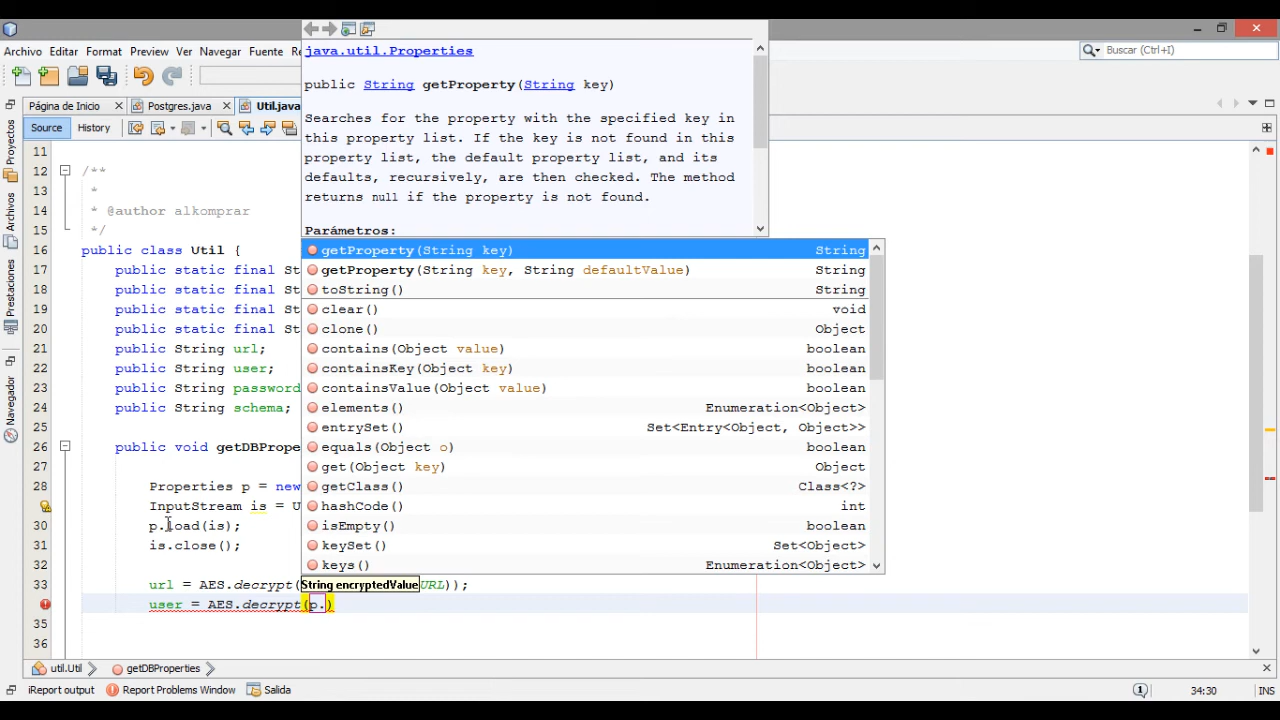 Archivo Editar Format Preview Ver Navegar Fuente
Buscar (Ctrl+I)
Página de Inicio Postgres.java Util.java
Source History
java.util.Properties
public String getProperty(String key)
Searches for the property with the specified key in
this property list. If the key is not found in this
property list, the default property list, and its
defaults, recursively, are then checked. The method
returns null if the property is not found.
Parámetros:
getProperty(String key) String
getProperty(String key, String defaultValue) String
toString() String
clear() void
clone() Object
contains(Object value) boolean
containsKey(Object key) boolean
containsValue(Object value) boolean
elements() Enumeration<Object>
entrySet() Set<Entry<Object, Object>>
equals(Object o) boolean
get(Object key) Object
getClass() Class<?>
hashCode() int
isEmpty() boolean
keySet() Set<Object>
keys() Enumeration<Object>
Proyectos
Archivos
Prestaciones
Navegador
11
12 /**
13 *
14 * @author alkomprar
15 */
16 public class Util {
17 public static final St
18 public static final St
19 public static final St
20 public static final St
21 public String url;
22 public String user;
23 public String password
24 public String schema;
25
26 public void getDBPrope
27
28 Properties p = new
InputStream is = U
30 p.load(is);
31 is.close();
32
33 url = AES.decrypt( String encryptedValue URL));
user = AES.decrypt(p.)
35
36
util.Util getDBProperties
iReport output Report Problems Window Salida
1 34:30 INS